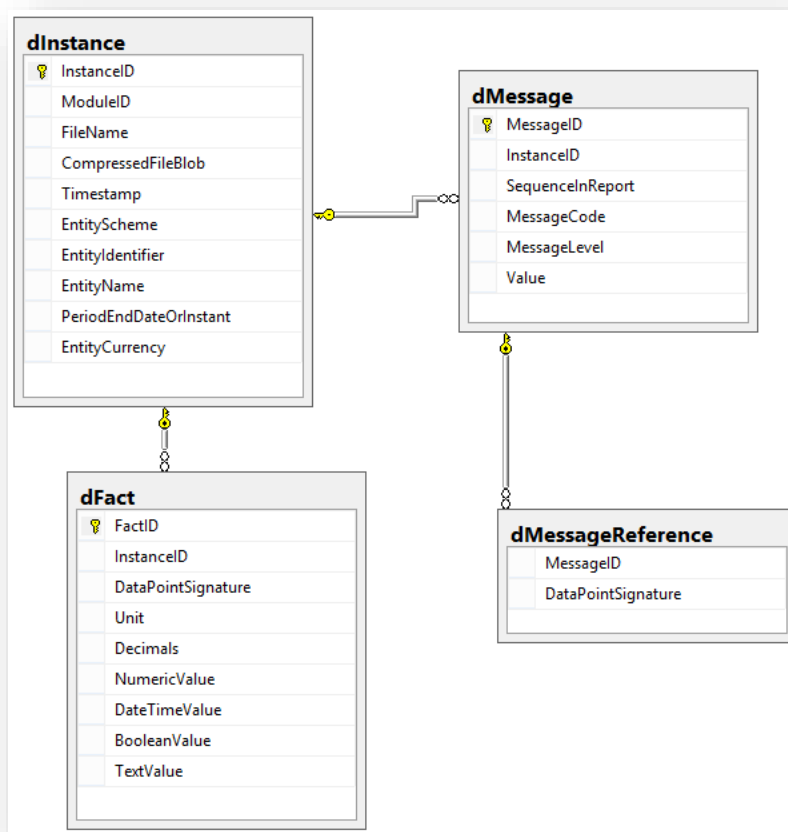 dInstance
InstanceID
ModuleID
FileName
CompressedFileBlob
Timestamp
EntityScheme
EntityIdentifier
EntityName
PeriodEndDateOrInstant
EntityCurrency
dMessage
MessageID
InstanceID
SequenceInReport
MessageCode
MessageLevel
Value
dFact
FactID
InstanceID
DataPointSignature
Unit
Decimals
NumericValue
DateTimeValue
BooleanValue
TextValue
dMessageReference
MessageID
DataPointSignature